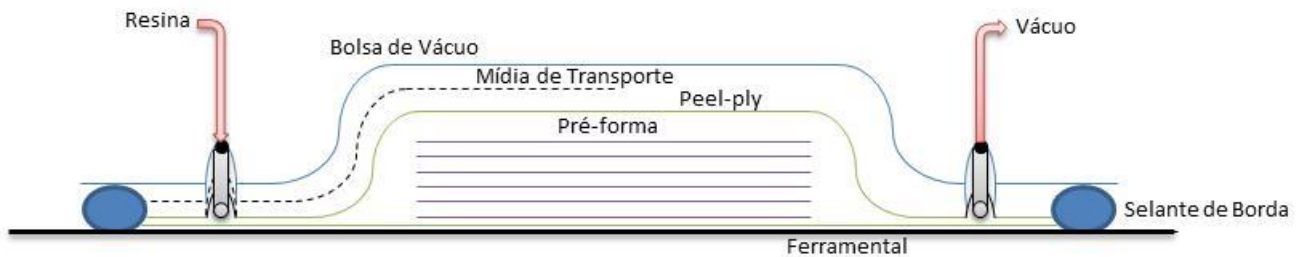 Resina
Vácuo
Bolsa de Vácuo
Mídia de Transporte
Peel-ply
Pré-forma
Selante de Borda
Ferramental